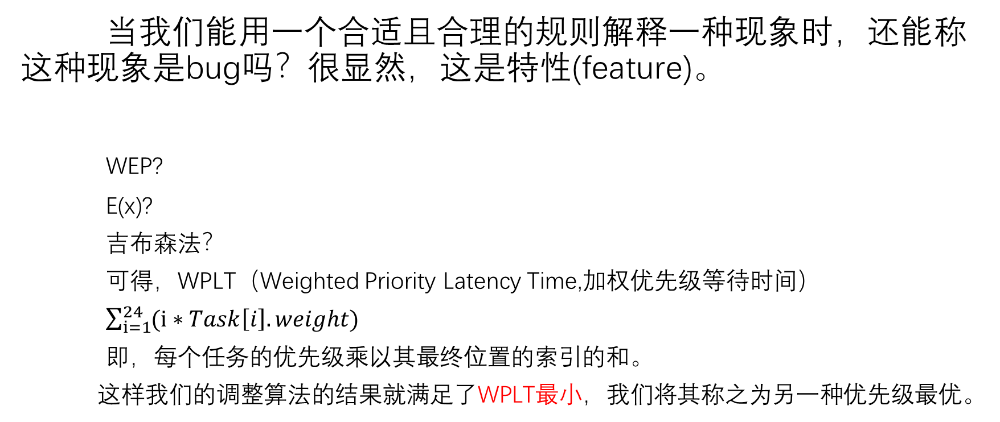 当我们能用一个合适且合理的规则解释一种现象时，还能称
这种现象是bug吗？很显然，这是特性(feature)。
WEP?
E(x)?
吉布森法？
可得，WPLT（Weighted Priority Latency Time,加权优先级等待时间）
∑_{i=1}^{24}(i * Task[i].weight)
即，每个任务的优先级乘以其最终位置的索引的和。
这样我们的调整算法的结果就满足了WPLT最小，我们将其称之为另一种优先级最优。